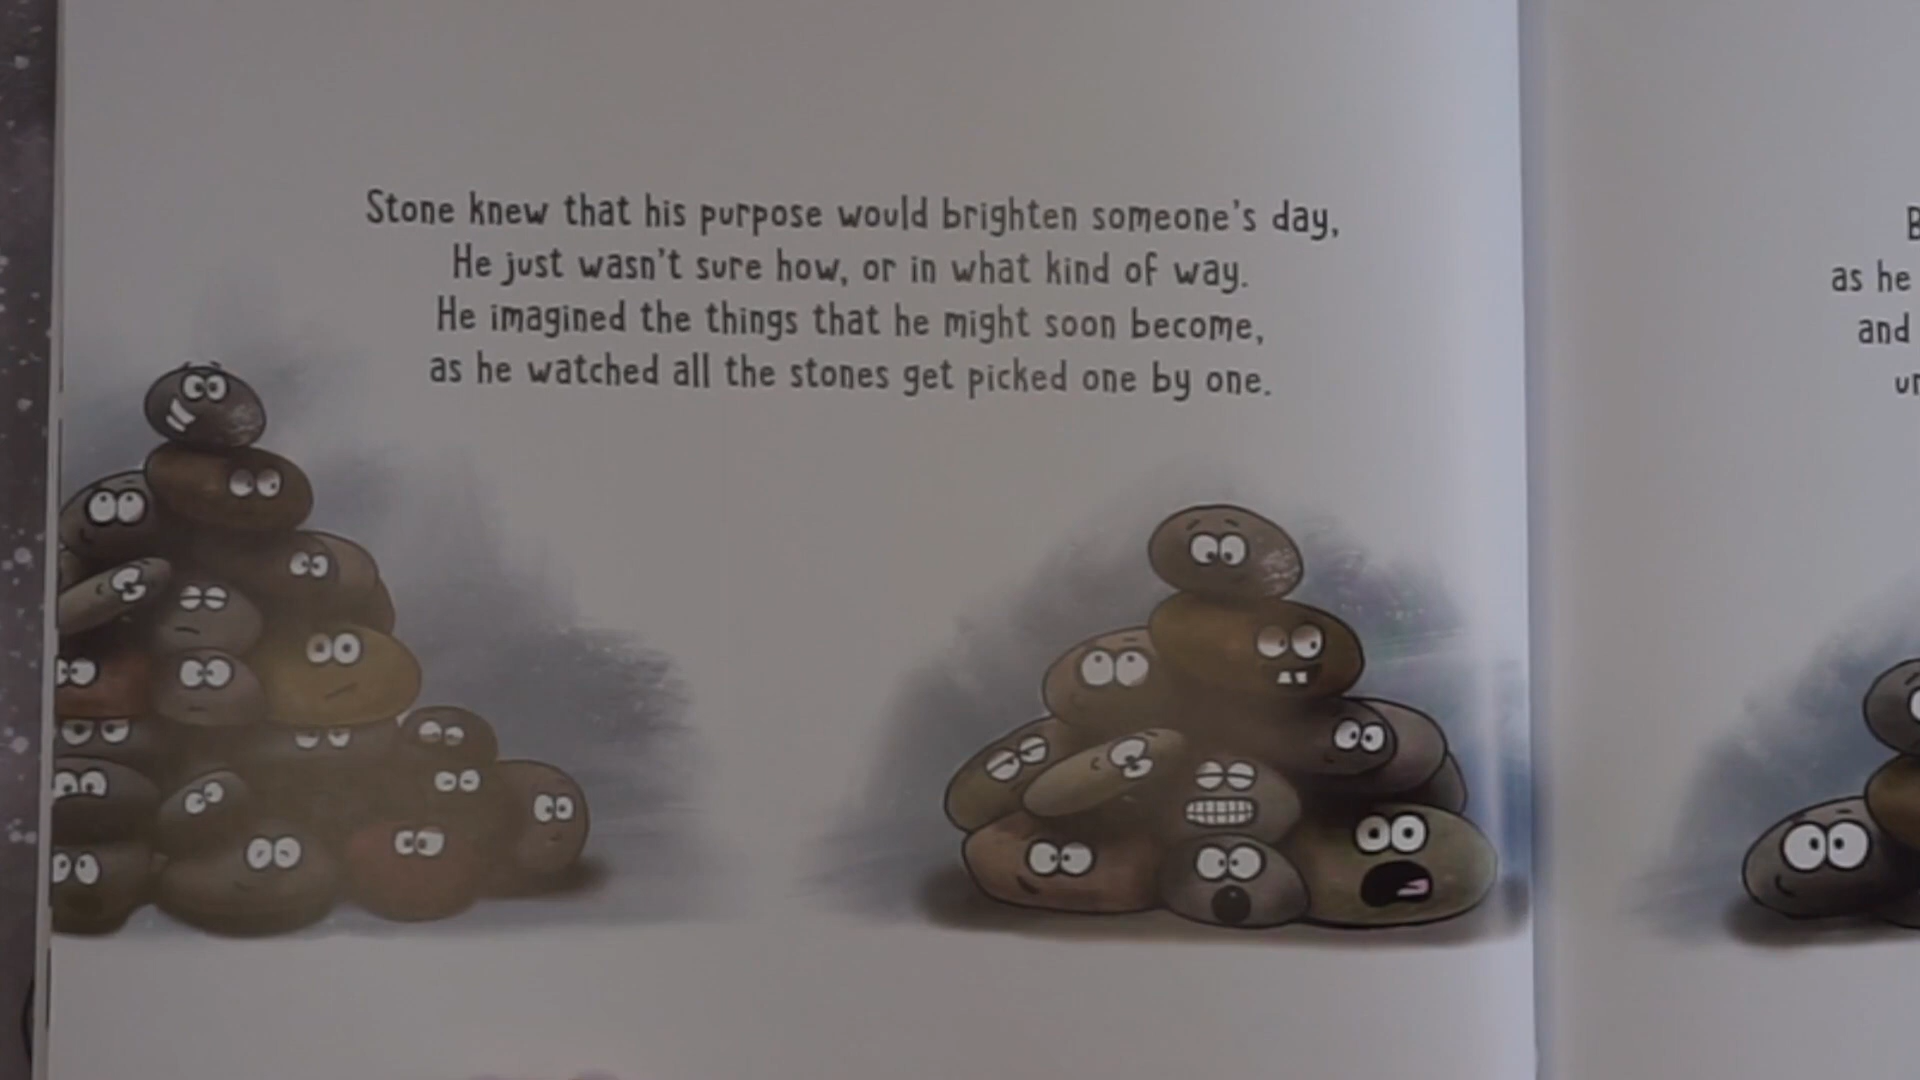 Stone knew that his purpose would brighten someone's day,
He just wasn't sure how, or in what kind of way.
He imagined the things that he might soon become,
as he watched all the stones get picked one by one.
as he
and